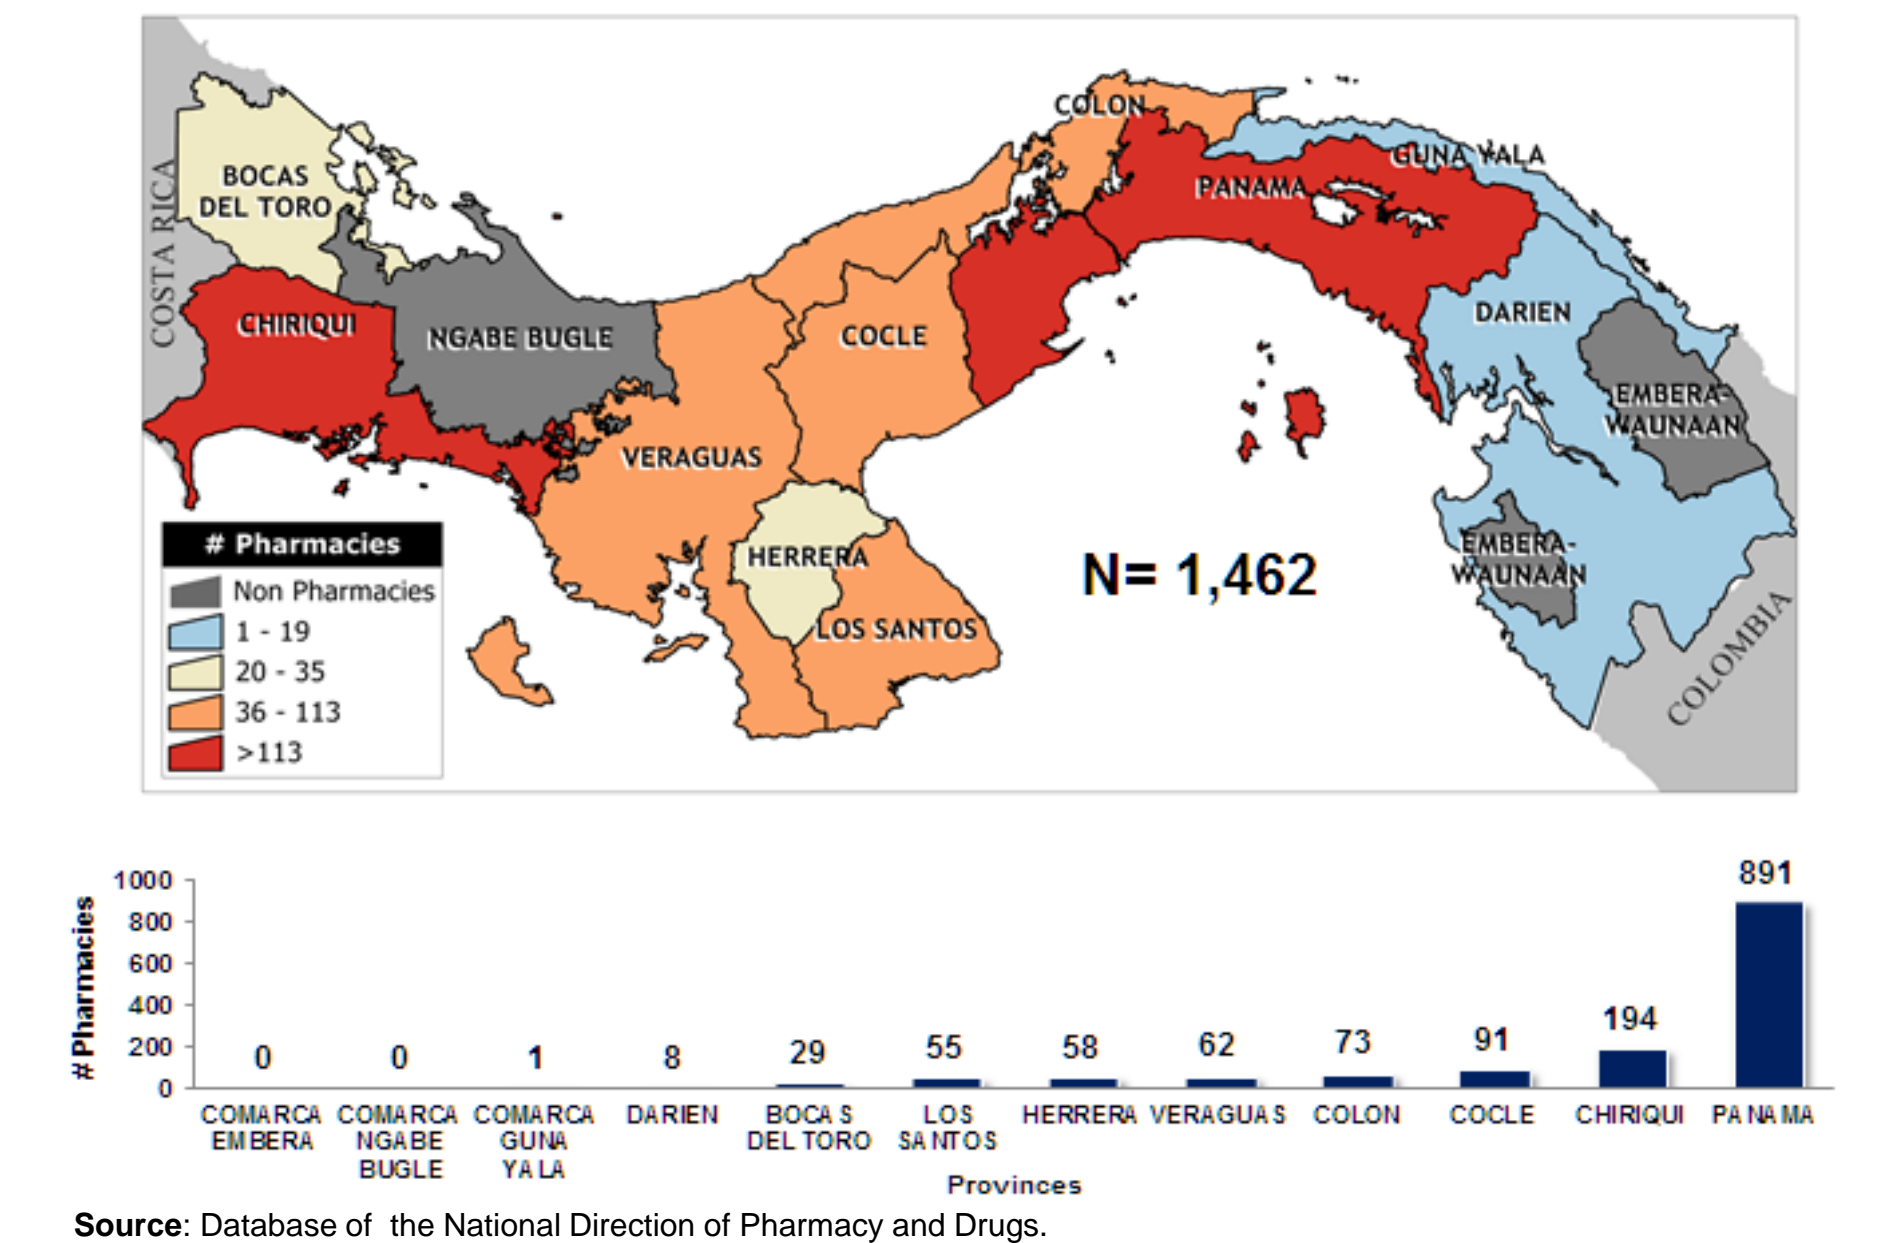 COLON
GUNA YALA
PANAMA
BOCAS
DEL TORO
COSTA RICA
CHIRIQUI
NGABE BUGLE
COCLE
DARIEN
EMBERA-
WAUNAAN
VERAGUAS
HERRERA
LOS SANTOS
EMBERA-
WAUNAAN
COLOMBIA
N= 1,462
# Pharmacies
Non Pharmacies
1 - 19
20 - 35
36 - 113
>113
# Pharmacies
1000
800
600
400
200
0
0
0
1
8
29
55
58
62
73
91
194
891
COMARCA
EMBERA
COMARCA
NGABE
BUGLE
COMARCA
GUNA
YALA
DARIEN
BOCAS
DEL TORO
LOS
SANTOS
HERRERA
VERAGUAS
COLON
COCLE
CHIRIQUI
PANAMA
Provinces
Source: Database of  the National Direction of Pharmacy and Drugs.